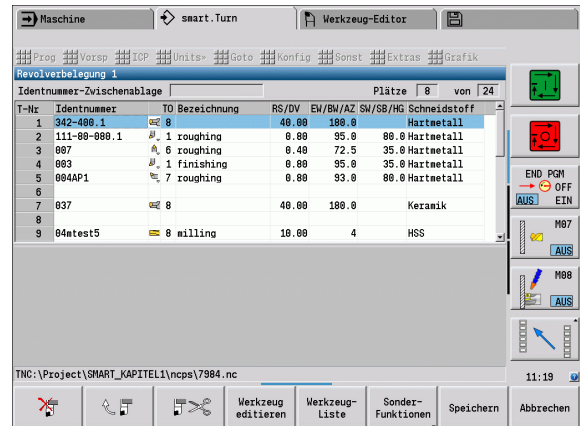 Maschine smart.Turn Werkzeug-Editor
Prog Vorsp ICP Units» Goto Konfig Sonst Extras Grafik
Revolverbelegung 1
Identnummer-Zwischenablage Plätze 8 von 24
T-Nr Identnummer TO Bezeichnung RS/DV EW/BW/AZ SW/SB/HG Schneidstoff
1 342-400.1 8 40.00 180.0 Hartmetall
2 111-80-080.1 1 roughing 0.80 95.0 80.0 Hartmetall
3 007 6 roughing 0.40 72.5 35.0 Hartmetall
4 003 1 finishing 0.80 95.0 35.0 Hartmetall
5 004AP1 7 roughing 0.80 93.0 80.0 Hartmetall
6
7 037 8 40.00 100.0 Keramik
8
9 04mtest5 8 milling 10.00 4 HSS
TNC:\Project\SMART_KAPITEL1\ncps\7984.nc
END PGM
OFF
AUS EIN
M07
AUS
M08
AUS
11:19
Werkzeug editieren
Werkzeug-Liste
Sonder-Funktionen
Speichern
Abbrechen